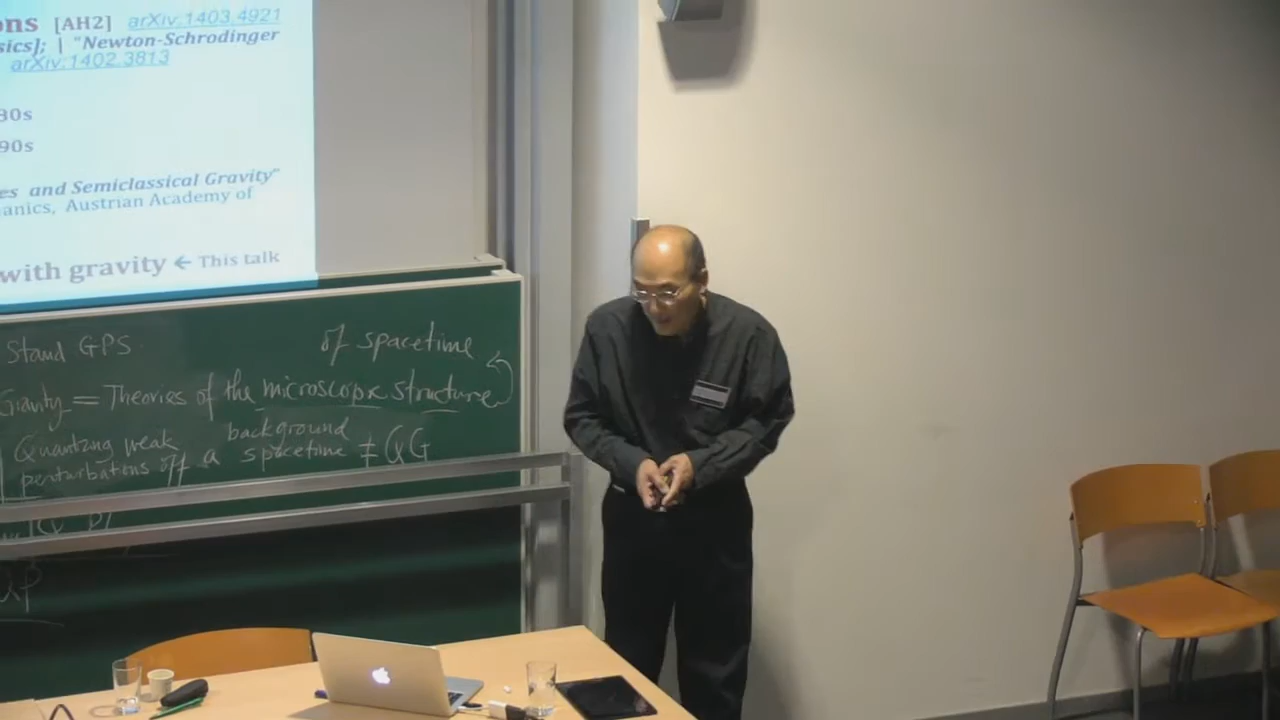 ons [AH2] arXiv:1403.4921
sics]; | "Newton-Schrodinger
arXiv:1402.3813
80s
90s
es and Semiclassical Gravity"
anics, Austrian Academy of
with gravity ← This talk
Stand GPS
of spacetime
Gravity = Theories of the microscopic structure
Quantzng weak background
perturbations off a spacetime ≠ QG